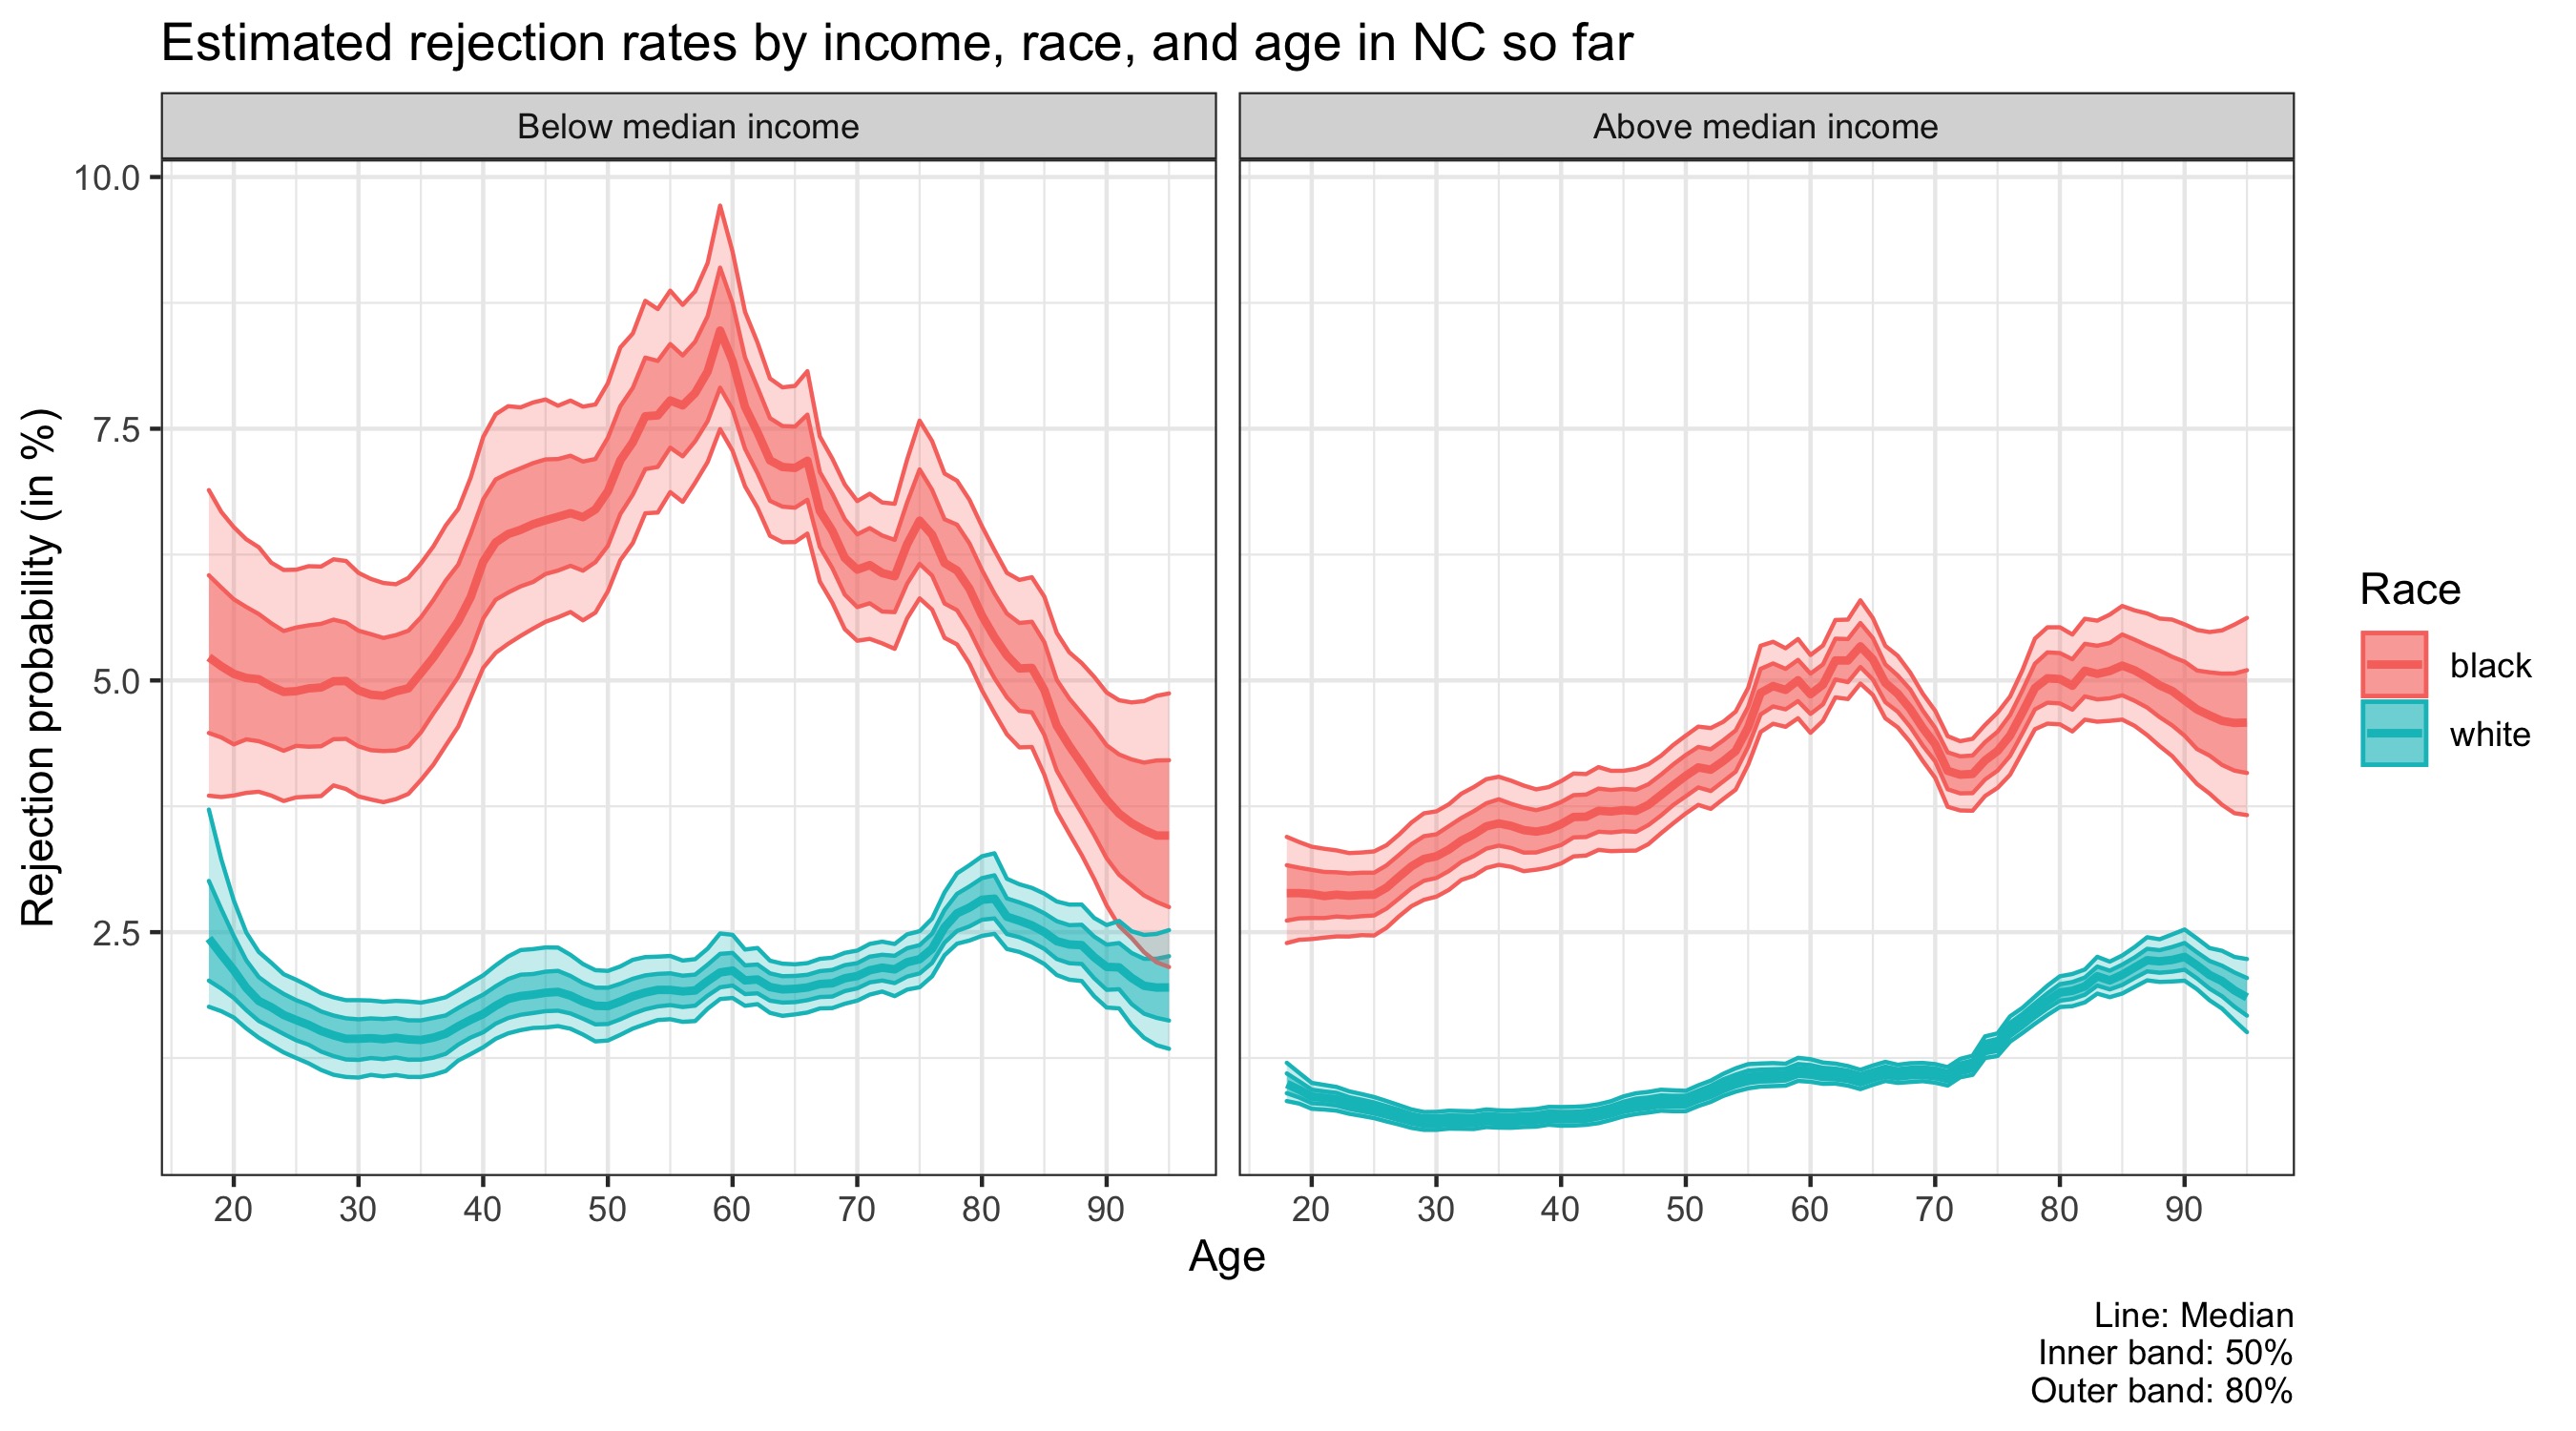 Estimated rejection rates by income, race, and age in NC so far
Below median income
Above median income
Rejection probability (in %)
10.0
7.5
5.0
2.5
20 30 40 50 60 70 80 90
20 30 40 50 60 70 80 90
Age
Race
black
white
Line: Median
Inner band: 50%
Outer band: 80%